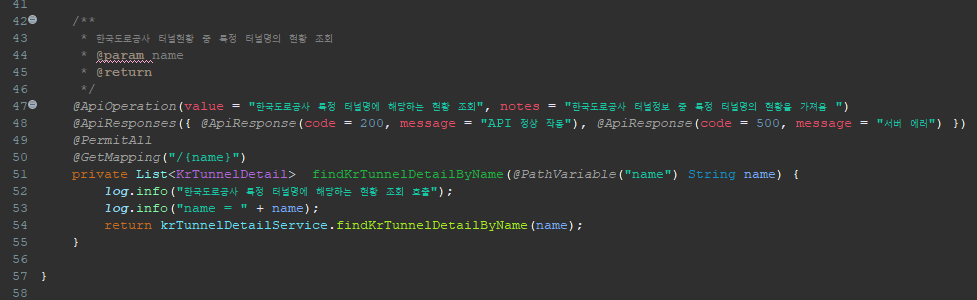 41
42 /**
43 * 한국도로공사 터널현황 중 특정 터널명의 현황 조회
44 * @param name
45 * @return
46 */
47 @ApiOperation(value = "한국도로공사 특정 터널명에 해당하는 현황 조회", notes = "한국도로공사 터널정보 중 특정 터널명의 현황을 가져옴 ")
48 @ApiResponses({ @ApiResponse(code = 200, message = "API 정상 작동"), @ApiResponse(code = 500, message = "서버 에러") })
49 @PermitAll
50 @GetMapping("/{name}")
51 private List<KrTunnelDetail> findKrTunnelDetailByName(@PathVariable("name") String name) {
52 log.info("한국도로공사 특정 터널명에 해당하는 현황 조회 호출");
53 log.info("name = " + name);
54 return krTunnelDetailService.findKrTunnelDetailByName(name);
55 }
56
57 }
58